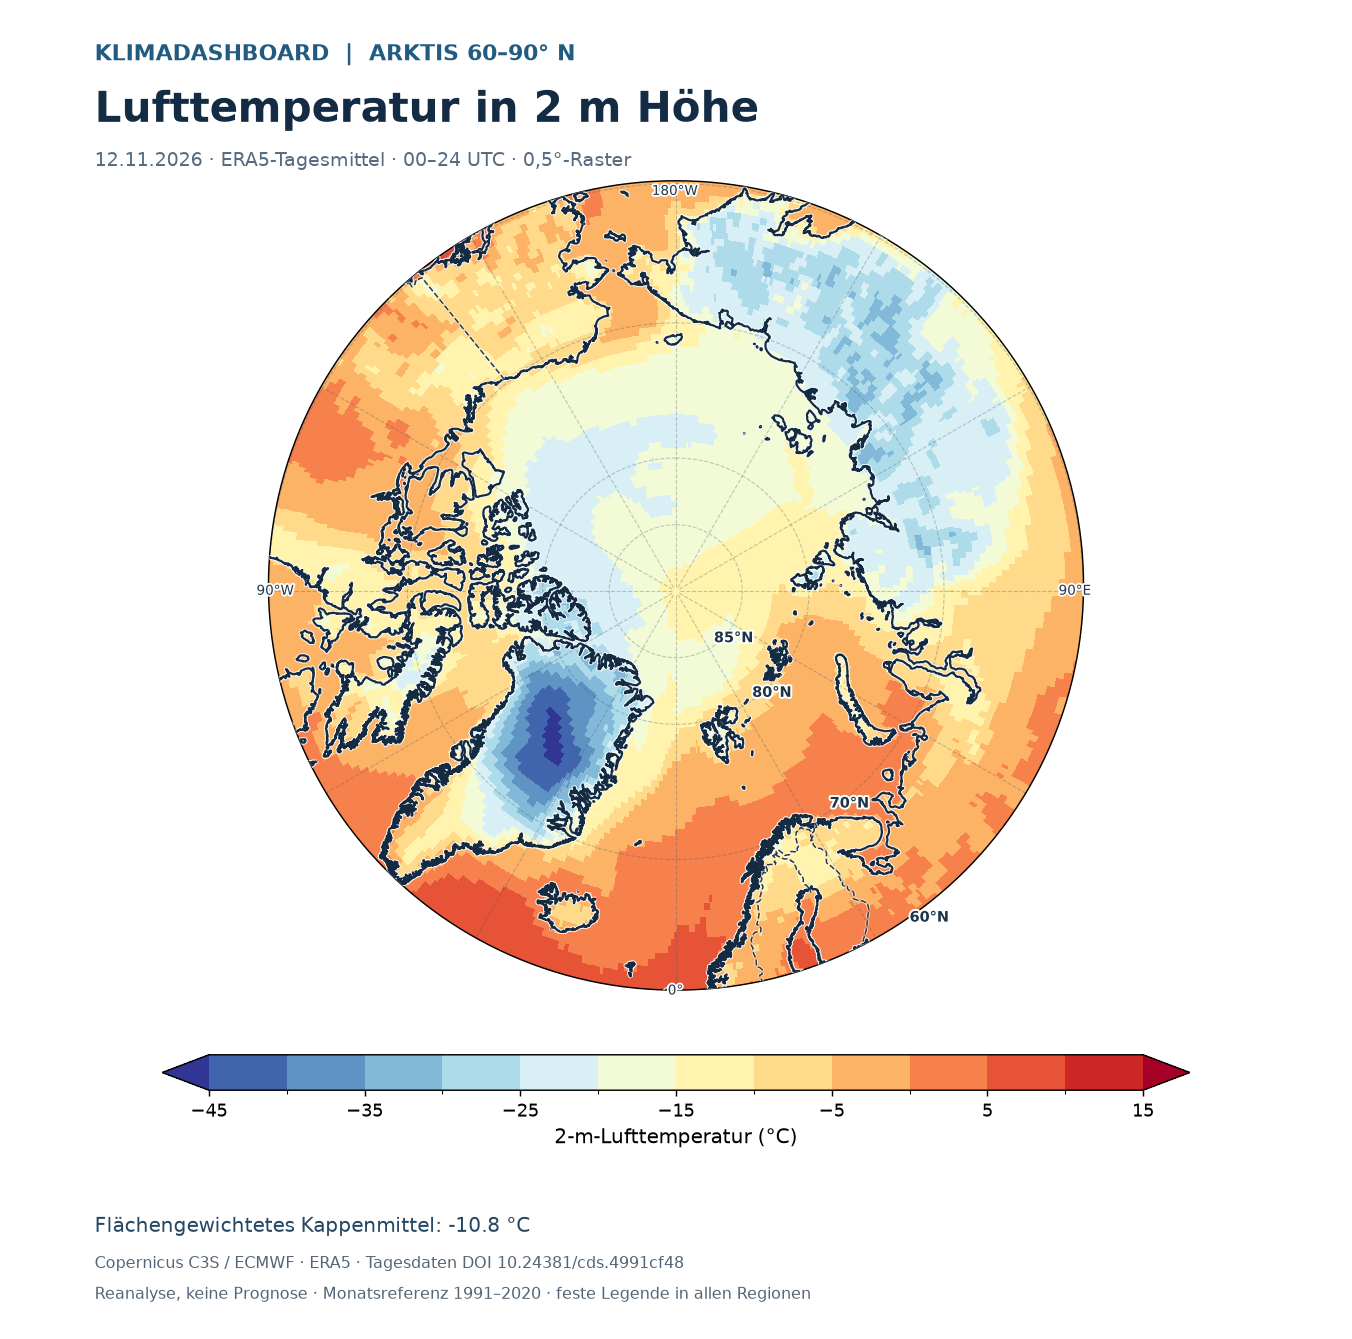 KLIMADASHBOARD | ARKTIS 60–90° N
Lufttemperatur in 2 m Höhe
12.11.2026 · ERA5-Tagesmittel · 00–24 UTC · 0,5°-Raster
180°W
90°W
90°E
85°N
80°N
70°N
60°N
0°
−45 −35 −25 −15 −5 5 15
2-m-Lufttemperatur (°C)
Flächengewichtetes Kappenmittel: -10.8 °C
Copernicus C3S / ECMWF · ERA5 · Tagesdaten DOI 10.24381/cds.4991cf48
Reanalyse, keine Prognose · Monatsreferenz 1991–2020 · feste Legende in allen Regionen